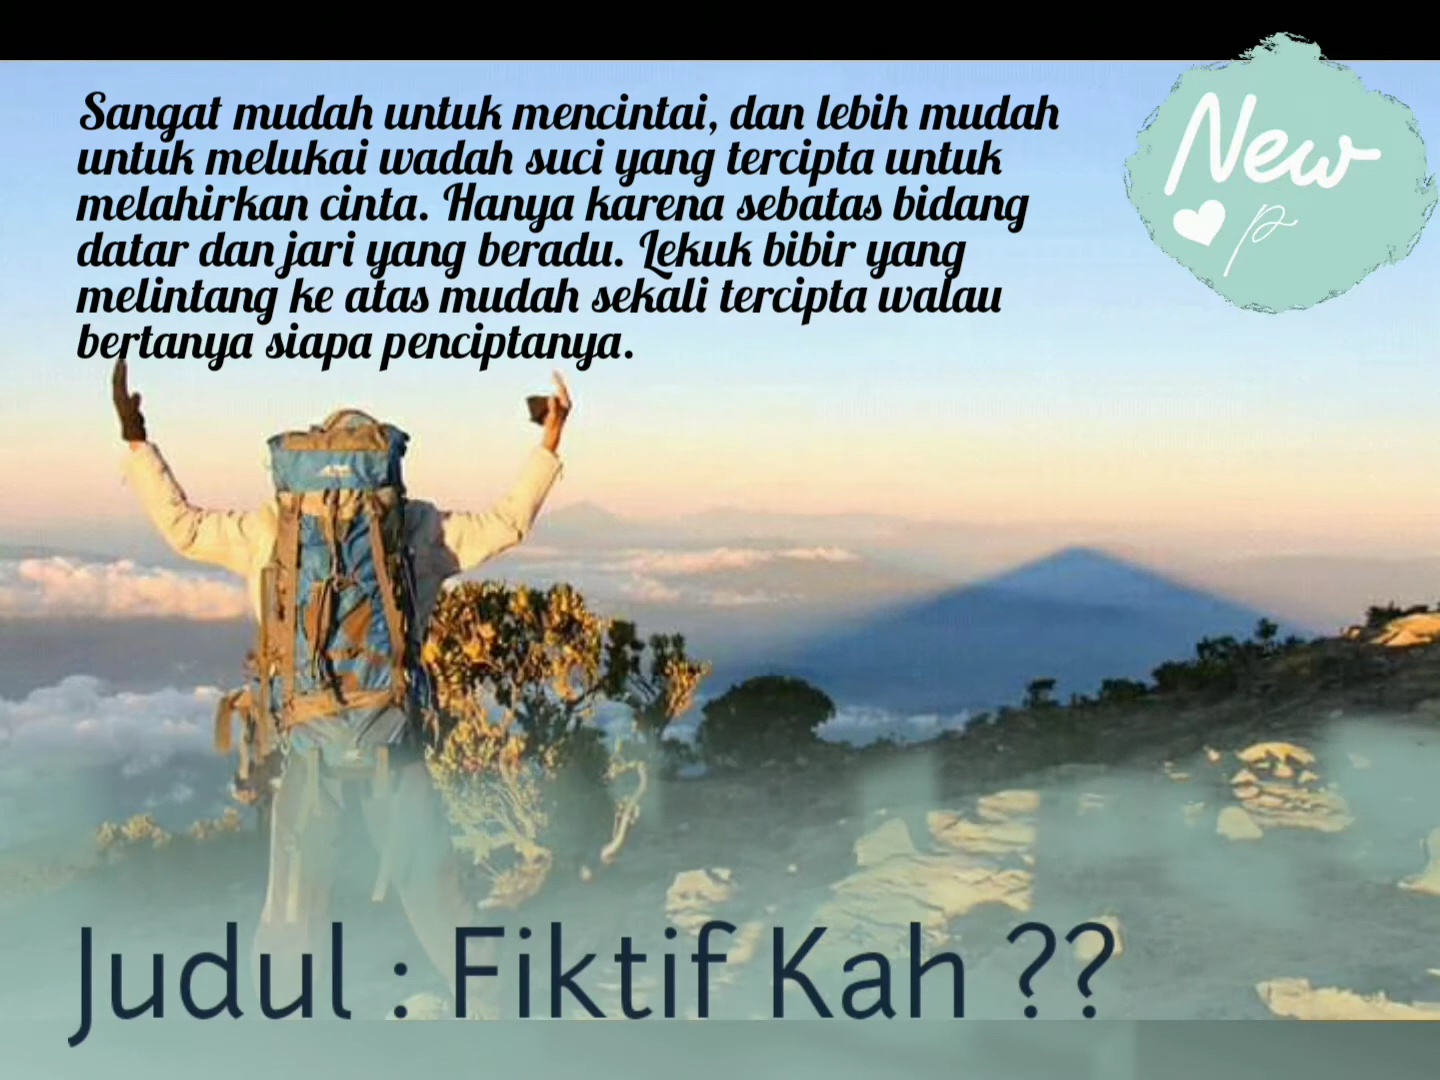 Sangat mudah untuk mencintai, dan lebih mudah
untuk melukai wadah suci yang tercipta untuk
melahirkan cinta. Hanya karena sebatas bidang
datar dan jari yang beradu. Lekuk bibir yang
melintang ke atas mudah sekali tercipta walau
bertanya siapa penciptanya.
New
p
Judul : Fiktif Kah ??